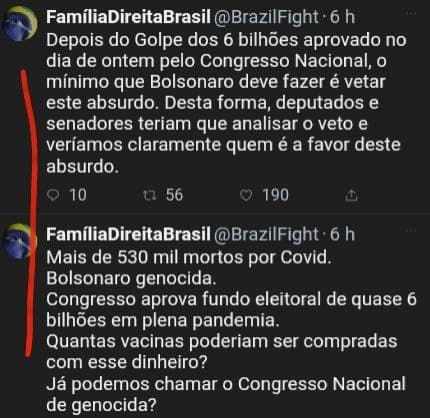 FamíliaDireitaBrasil @BrazilFight · 6 h
Depois do Golpe dos 6 bilhões aprovado no
dia de ontem pelo Congresso Nacional, o
mínimo que Bolsonaro deve fazer é vetar
este absurdo. Desta forma, deputados e
senadores teriam que analisar o veto e
veríamos claramente quem é a favor deste
absurdo.
10 56 190
FamíliaDireitaBrasil @BrazilFight · 6 h
Mais de 530 mil mortos por Covid.
Bolsonaro genocida.
Congresso aprova fundo eleitoral de quase 6
bilhões em plena pandemia.
Quantas vacinas poderiam ser compradas
com esse dinheiro?
Já podemos chamar o Congresso Nacional
de genocida?